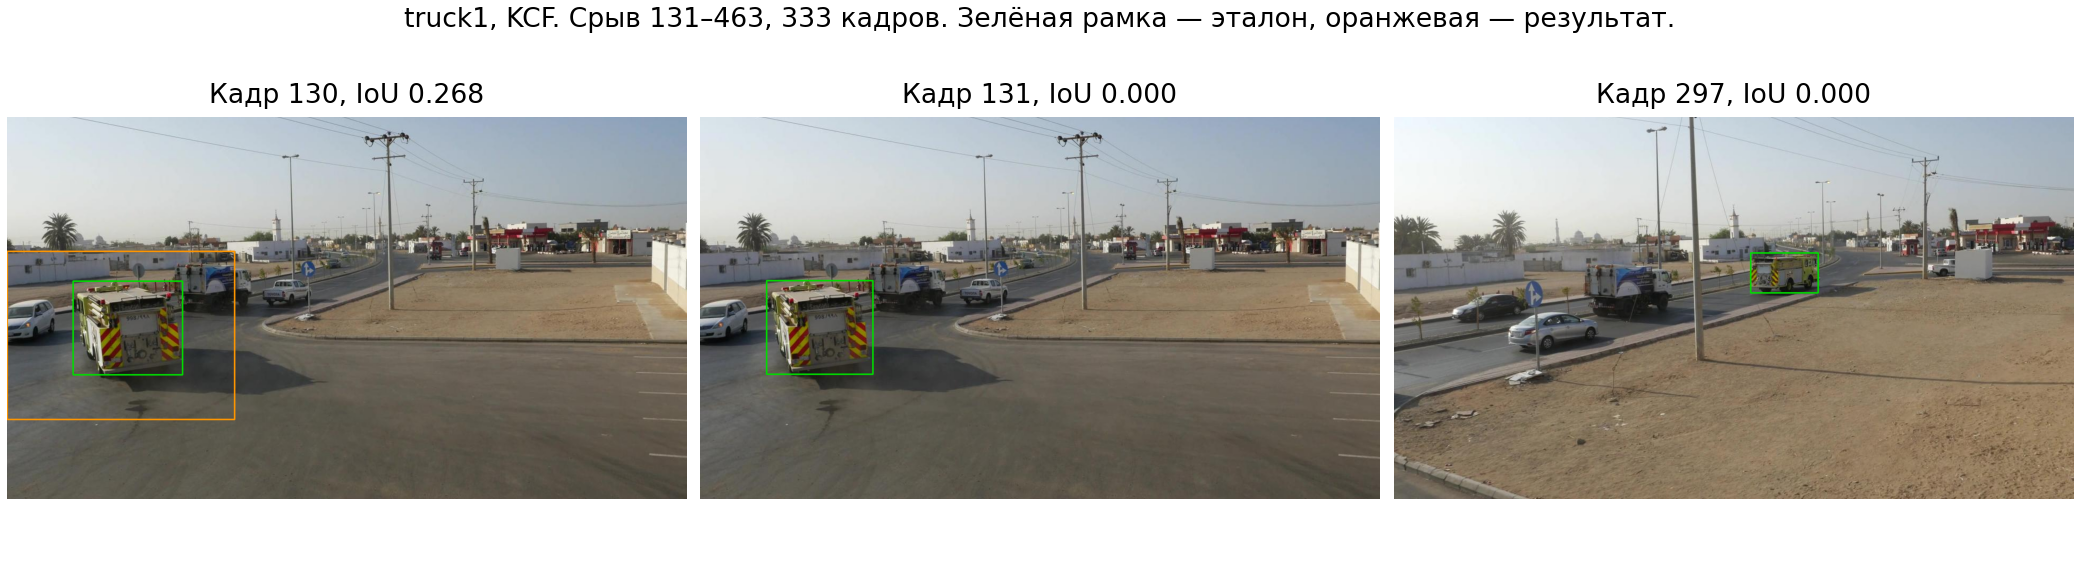 truck1, KCF. Срыв 131–463, 333 кадров. Зелёная рамка — эталон, оранжевая — результат.
Кадр 130, IoU 0.268
Кадр 131, IoU 0.000
Кадр 297, IoU 0.000